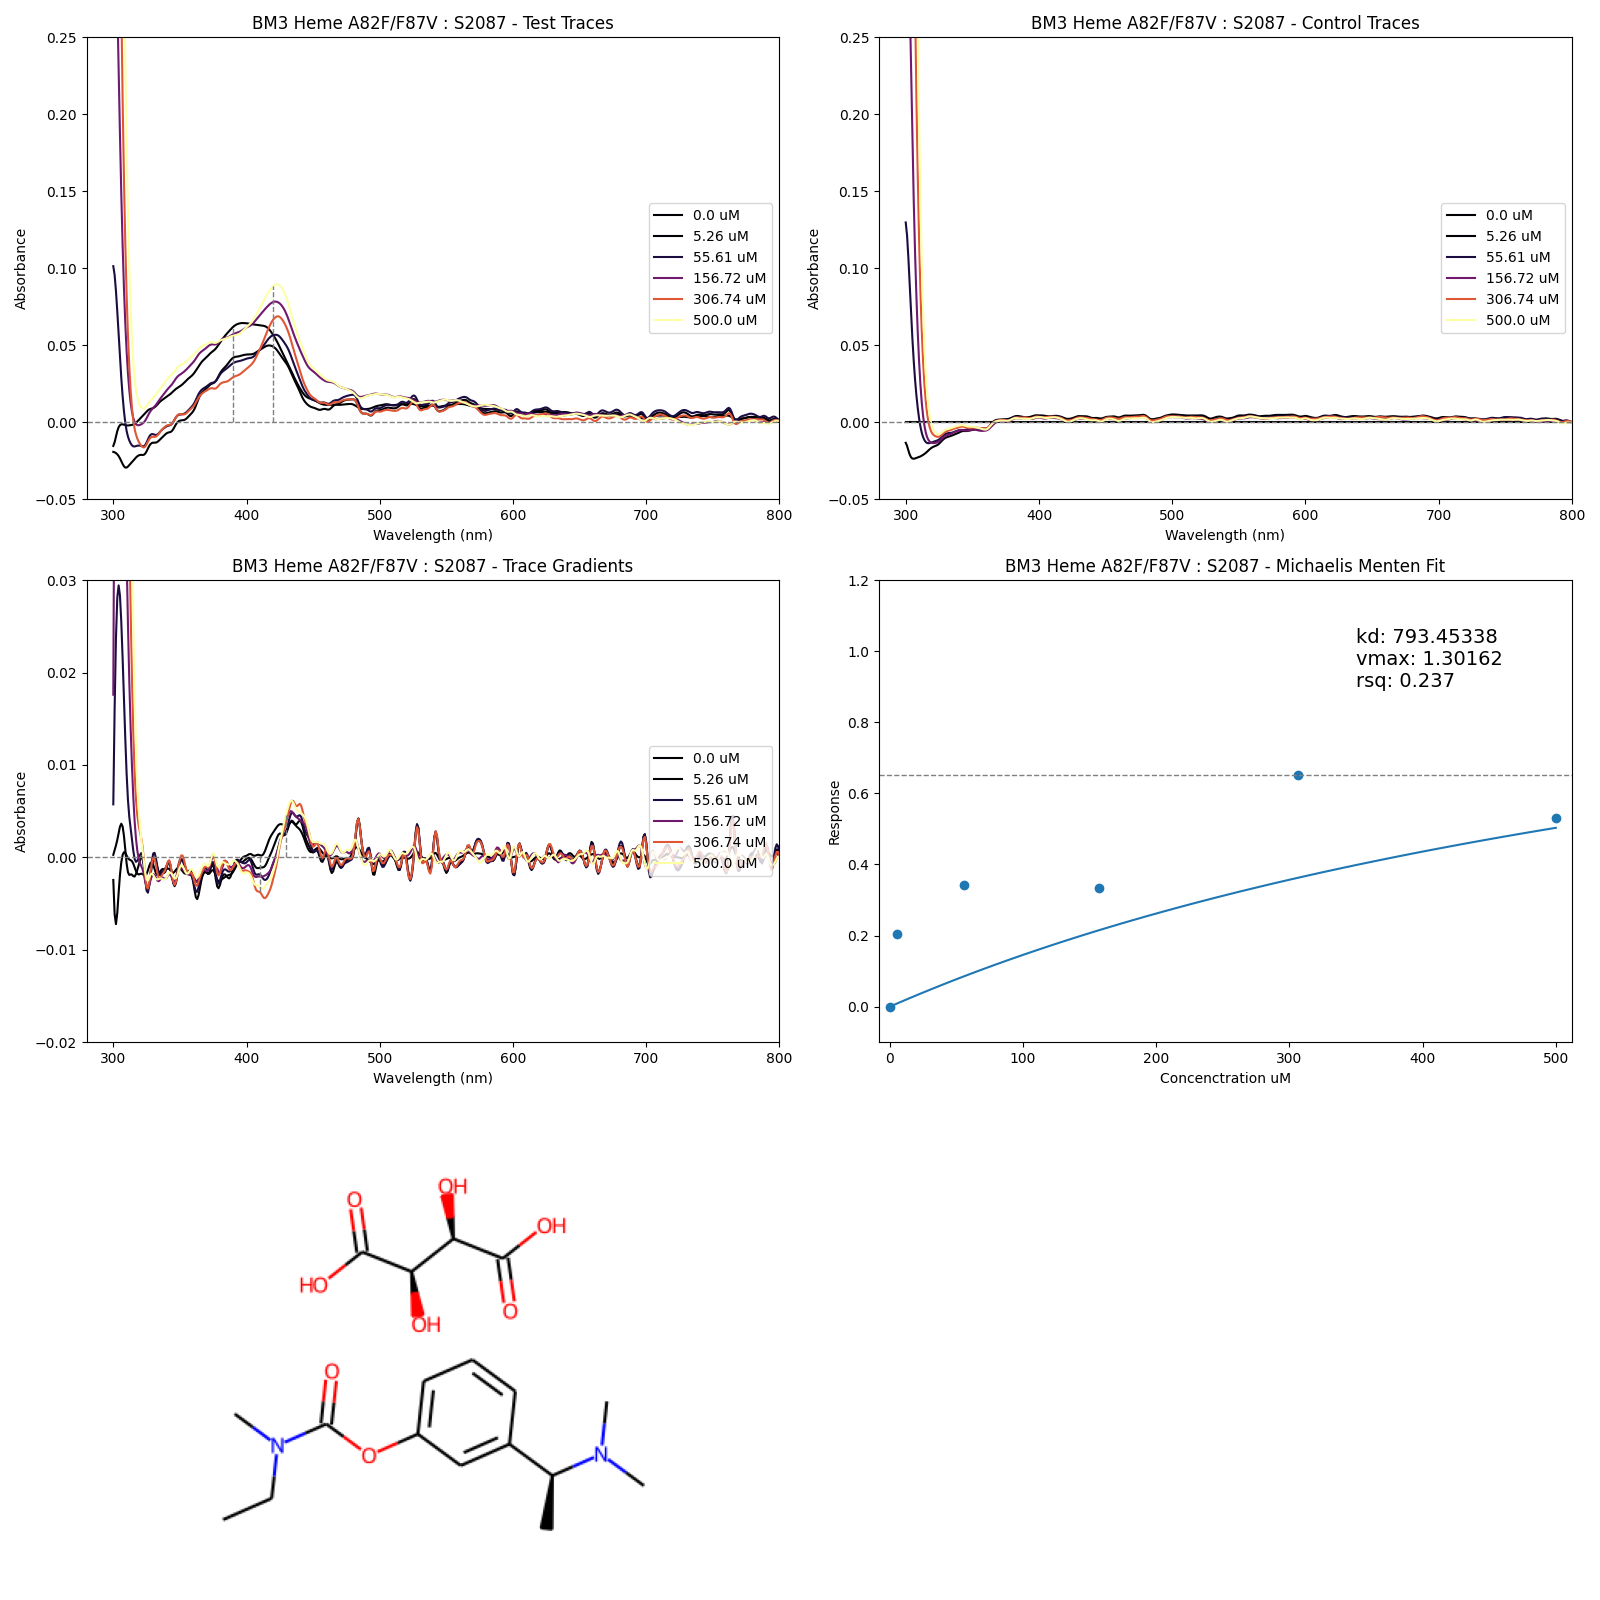 BM3 Heme A82F/F87V : S2087 - Test Traces
0.25
0.20
0.15
0.10
0.05
0.00
−0.05
Absorbance
300 400 500 600 700 800
Wavelength (nm)
0.0 uM
5.26 uM
55.61 uM
156.72 uM
306.74 uM
500.0 uM
BM3 Heme A82F/F87V : S2087 - Control Traces
0.25
0.20
0.15
0.10
0.05
0.00
−0.05
Absorbance
300 400 500 600 700 800
Wavelength (nm)
0.0 uM
5.26 uM
55.61 uM
156.72 uM
306.74 uM
500.0 uM
BM3 Heme A82F/F87V : S2087 - Trace Gradients
0.03
0.02
0.01
0.00
−0.01
−0.02
Absorbance
300 400 500 600 700 800
Wavelength (nm)
0.0 uM
5.26 uM
55.61 uM
156.72 uM
306.74 uM
500.0 uM
BM3 Heme A82F/F87V : S2087 - Michaelis Menten Fit
kd: 793.45338
vmax: 1.30162
rsq: 0.237
1.2
1.0
0.8
0.6
0.4
0.2
0.0
Response
0 100 200 300 400 500
Concenctration uM
OH
O
OH
HO
O
OH
O
N
O
N